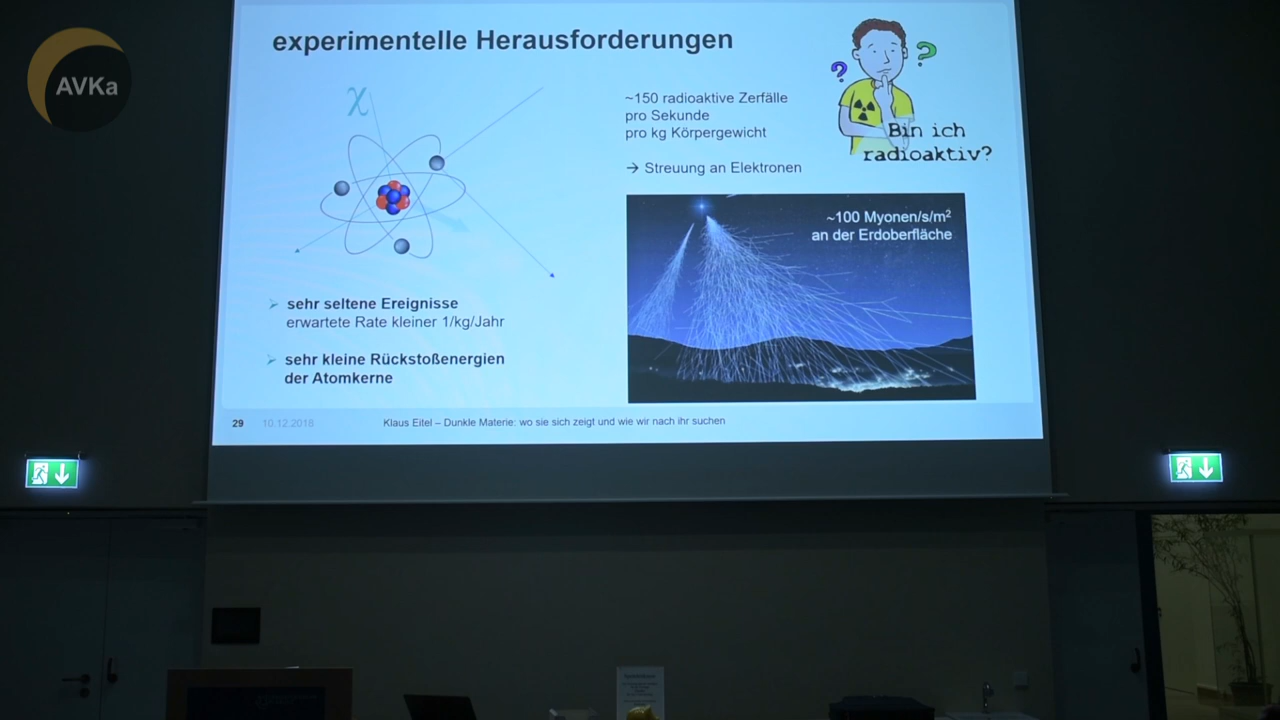 AVKa
experimentelle Herausforderungen
χ
~150 radioaktive Zerfälle
pro Sekunde
pro kg Körpergewicht
→ Streuung an Elektronen
? ?
Bin ich
radioaktiv?
~100 Myonen/s/m²
an der Erdoberfläche
➢ sehr seltene Ereignisse
erwartete Rate kleiner 1/kg/Jahr
➢ sehr kleine Rückstoßenergien
der Atomkerne
29 10.12.2018 Klaus Eitel – Dunkle Materie: wo sie sich zeigt und wie wir nach ihr suchen